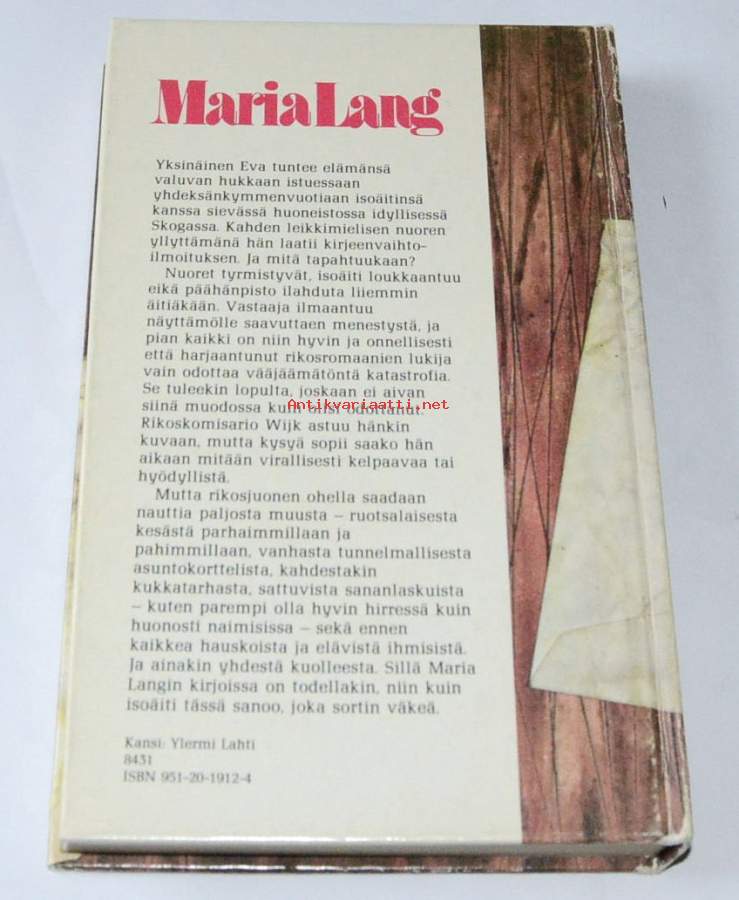 Maria Lang
Yksinäinen Eva tuntee elämänsä
valuvan hukkaan istuessaan
yhdeksänkymmenvuotiaan isoäitinsä
kanssa sievässä huoneistossa idyllisessä
Skogassa. Kahden leikkimielisen nuoren
yllyttämänä hän laatii kirjeenvaihto-
ilmoituksen. Ja mitä tapahtuukaan?
Nuoret tyrmistyvät, isoäiti loukkaantuu
eikä päähänpisto ilahduta liiemmin
äitiäkään. Vastaaja ilmaantuu
näyttämölle saavuttaen menestystä, ja
pian kaikki on niin hyvin ja onnellisesti
että harjaantunut rikosromaanien lukija
vain odottaa vääjäämätöntä katastrofia.
Se tuleekin lopulta, joskaan ei aivan
siinä muodossa kuin olisi odottanut.
Antikvariaatti.net
Rikoskomisario Wijk astuu hänkin
kuvaan, mutta kysyä sopii saako hän
aikaan mitään virallisesti kelpaavaa tai
hyödyllistä.
Mutta rikosjuonen ohella saadaan
nauttia paljosta muusta – ruotsalaisesta
kesästä parhaimmillaan ja
pahimmillaan, vanhasta tunnelmallisesta
asuntokorttelista, kahdestakin
kukkatarhasta, sattuvista sananlaskuista
– kuten parempi olla hyvin hirressä kuin
huonosti naimisissa – sekä ennen
kaikkea hauskoista ja elävistä ihmisistä.
Ja ainakin yhdestä kuolleesta. Sillä Maria
Langin kirjoissa on todellakin, niin kuin
isoäiti tässä sanoo, joka sortin väkeä.
Kansi: Ylermi Lahti
8431
ISBN 951-20-1912-4